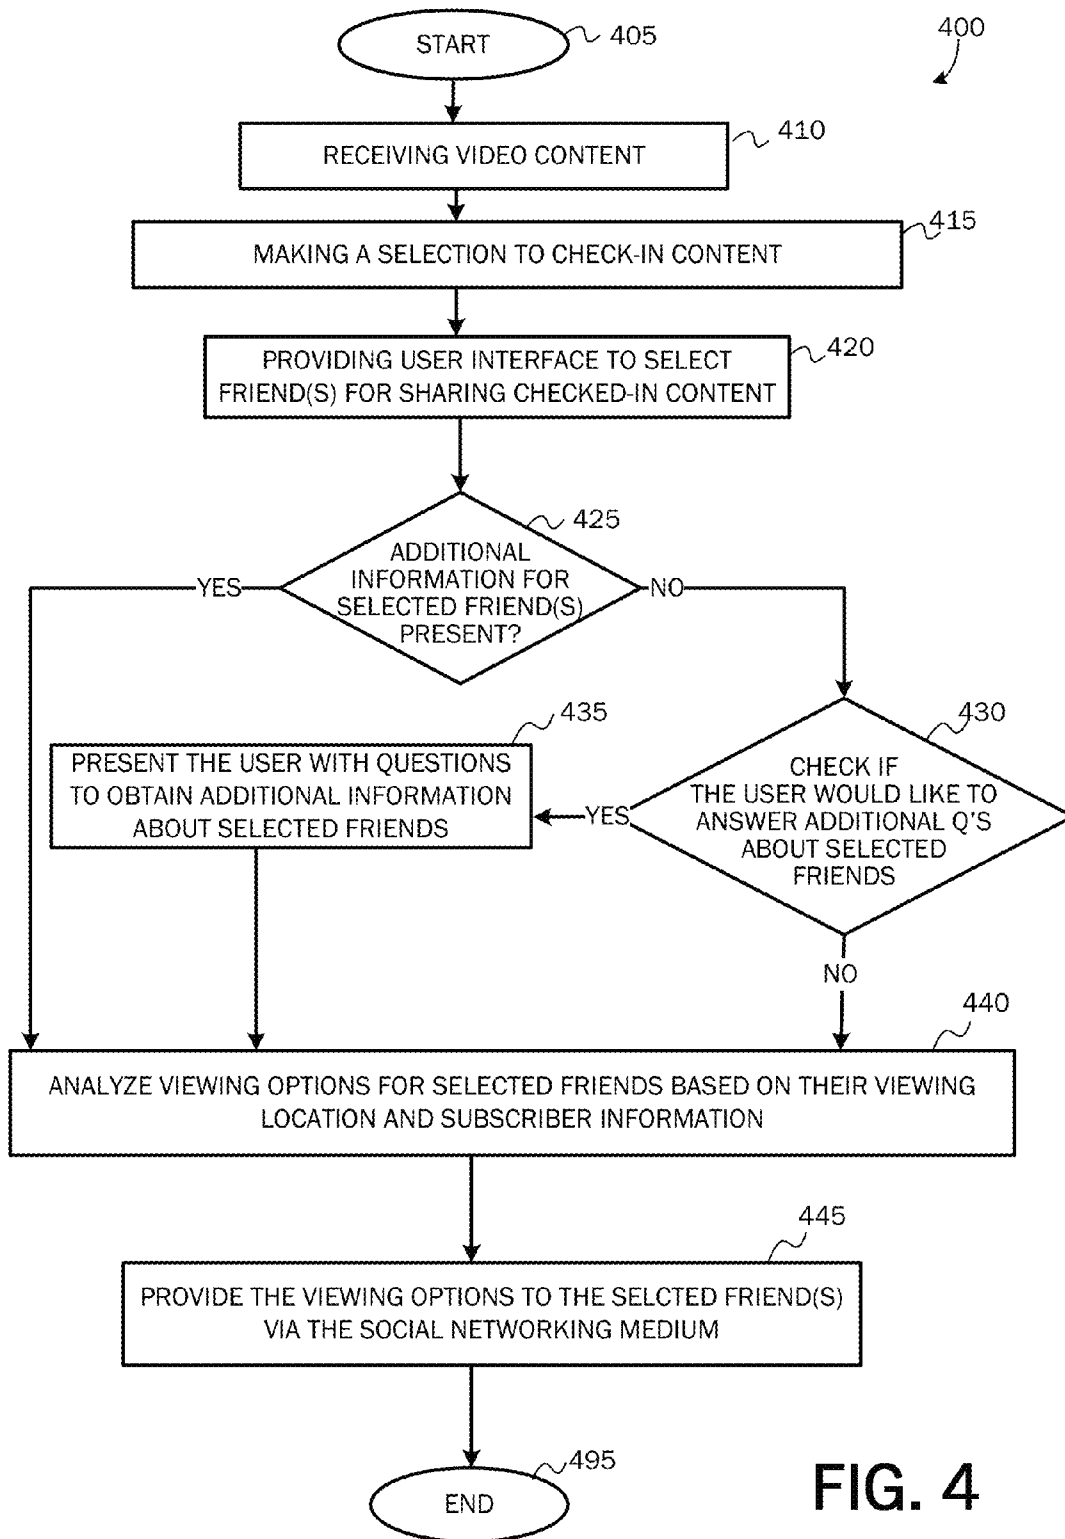 START
405
400
RECEIVING VIDEO CONTENT
410
MAKING A SELECTION TO CHECK-IN CONTENT
415
PROVIDING USER INTERFACE TO SELECT
FRIEND(S) FOR SHARING CHECKED-IN CONTENT
420
425
ADDITIONAL
INFORMATION FOR
SELECTED FRIEND(S)
PRESENT?
YES
NO
430
CHECK IF
THE USER WOULD LIKE TO
ANSWER ADDITIONAL Q'S
ABOUT SELECTED
FRIENDS
YES
NO
435
PRESENT THE USER WITH QUESTIONS
TO OBTAIN ADDITIONAL INFORMATION
ABOUT SELECTED FRIENDS
440
ANALYZE VIEWING OPTIONS FOR SELECTED FRIENDS BASED ON THEIR VIEWING
LOCATION AND SUBSCRIBER INFORMATION
445
PROVIDE THE VIEWING OPTIONS TO THE SELCTED FRIEND(S)
VIA THE SOCIAL NETWORKING MEDIUM
495
END
FIG. 4